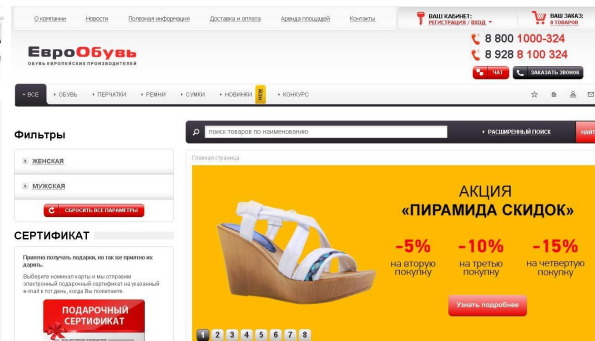 О компании Новости Полезная информация Доставка и оплата Аренда площадей Контакты
ВАШ КАБИНЕТ:
РЕГИСТРАЦИЯ / ВХОД
ВАШ ЗАКАЗ:
0 ТОВАРОВ
ЕвроОбувь
ОБУВЬ ЕВРОПЕЙСКИХ ПРОИЗВОДИТЕЛЕЙ
8 800 1000-324
8 928 8 100 324
ЧАТ ЗАКАЗАТЬ ЗВОНОК
ВСЕ ОБУВЬ ПЕРЧАТКИ РЕМНИ СУМКИ НОВИНКИ NEW КОНКУРС
Фильтры
ПОИСК ТОВАРОВ ПО НАИМЕНОВАНИЮ РАСШИРЕННЫЙ ПОИСК НАЙТ
Главная страница
ЖЕНСКАЯ
МУЖСКАЯ
СБРОСИТЬ ВСЕ ПАРАМЕТРЫ
СЕРТИФИКАТ
Приятно получать подарки, но так же приятно их
дарить.
Выберите номинал карты и мы отправим
электронный подарочный сертификат на указанный
e-mail в тот день, когда Вы пожелаете.
ПОДАРОЧНЫЙ
СЕРТИФИКАТ
АКЦИЯ
«ПИРАМИДА СКИДОК»
-5% -10% -15%
на вторую на третью на четвертую
покупку покупку покупку
Узнать подробнее
1 2 3 4 5 6 7 8